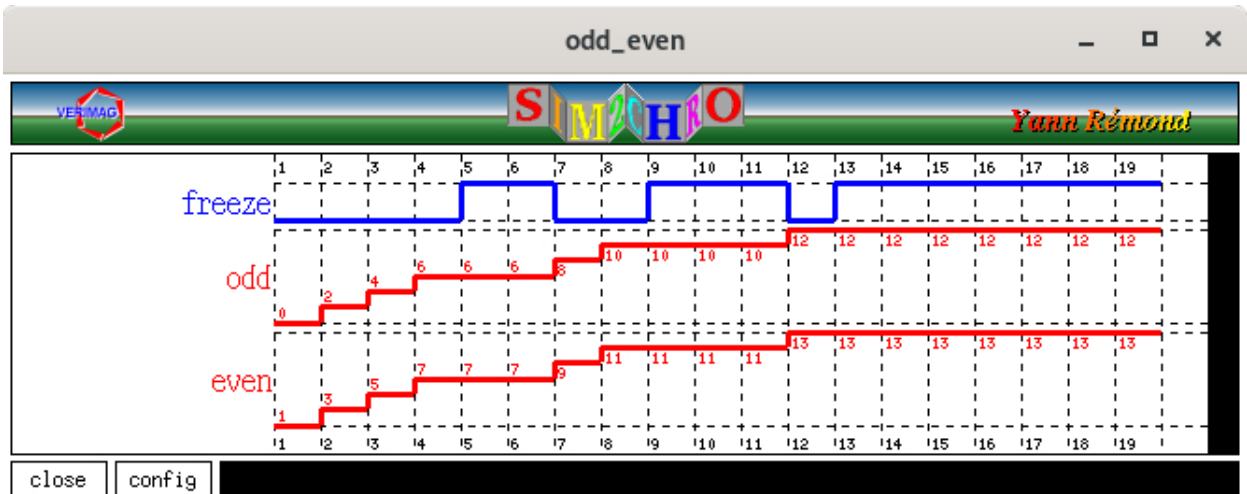 odd_even
VERIMAG
SIM2CHRO
Yann Rémond
1 2 3 4 5 6 7 8 9 10 11 12 13 14 15 16 17 18 19
freeze
odd
0 2 4 6 6 6 8 10 10 10 10 12 12 12 12 12 12 12 12
even
1 3 5 7 7 7 9 11 11 11 11 13 13 13 13 13 13 13 13
1 2 3 4 5 6 7 8 9 10 11 12 13 14 15 16 17 18 19
close config